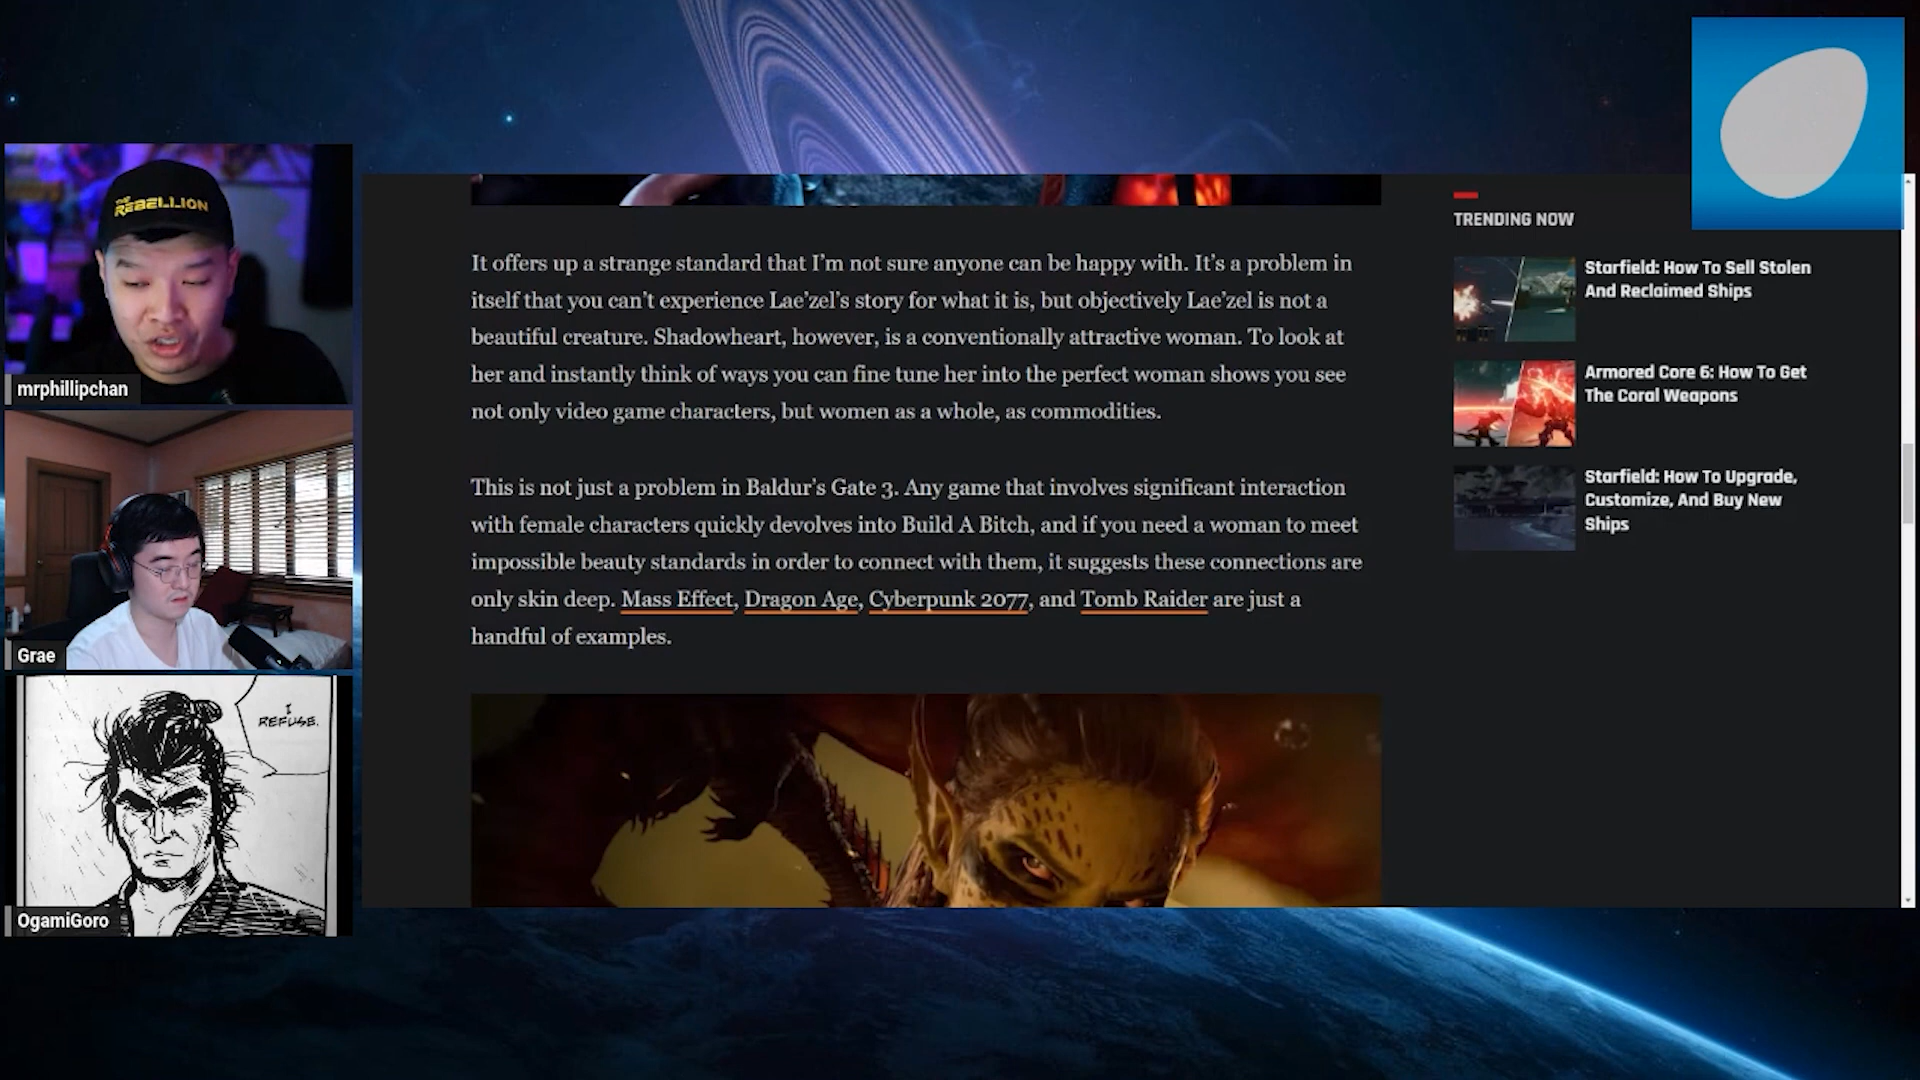 THE
REBELLION
mrphillipchan
Grae
I
REFUSE.
OgamiGoro
It offers up a strange standard that I'm not sure anyone can be happy with. It's a problem in
itself that you can't experience Lae'zel's story for what it is, but objectively Lae'zel is not a
beautiful creature. Shadowheart, however, is a conventionally attractive woman. To look at
her and instantly think of ways you can fine tune her into the perfect woman shows you see
not only video game characters, but women as a whole, as commodities.
This is not just a problem in Baldur's Gate 3. Any game that involves significant interaction
with female characters quickly devolves into Build A Bitch, and if you need a woman to meet
impossible beauty standards in order to connect with them, it suggests these connections are
only skin deep. Mass Effect, Dragon Age, Cyberpunk 2077, and Tomb Raider are just a
handful of examples.
TRENDING NOW
Starfield: How To Sell Stolen
And Reclaimed Ships
Armored Core 6: How To Get
The Coral Weapons
Starfield: How To Upgrade,
Customize, And Buy New
Ships